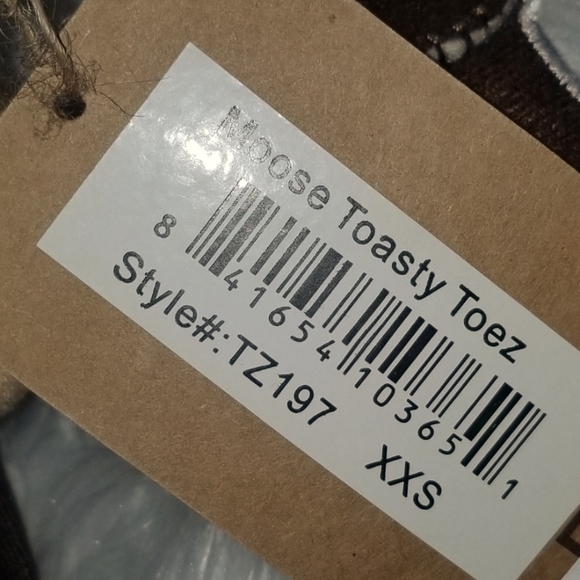 Moose Toasty Toez
8 41654 10365 1
Style#:TZ197 XXS